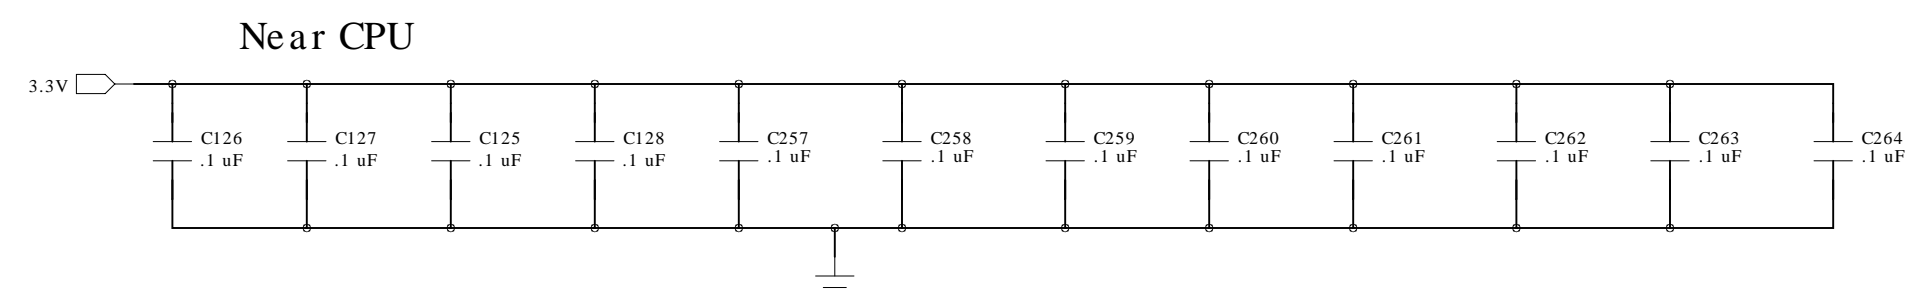 Near CPU
3.3V
C126
.1 uF
C127
.1 uF
C125
.1 uF
C128
.1 uF
C257
.1 uF
C258
.1 uF
C259
.1 uF
C260
.1 uF
C261
.1 uF
C262
.1 uF
C263
.1 uF
C264
.1 uF